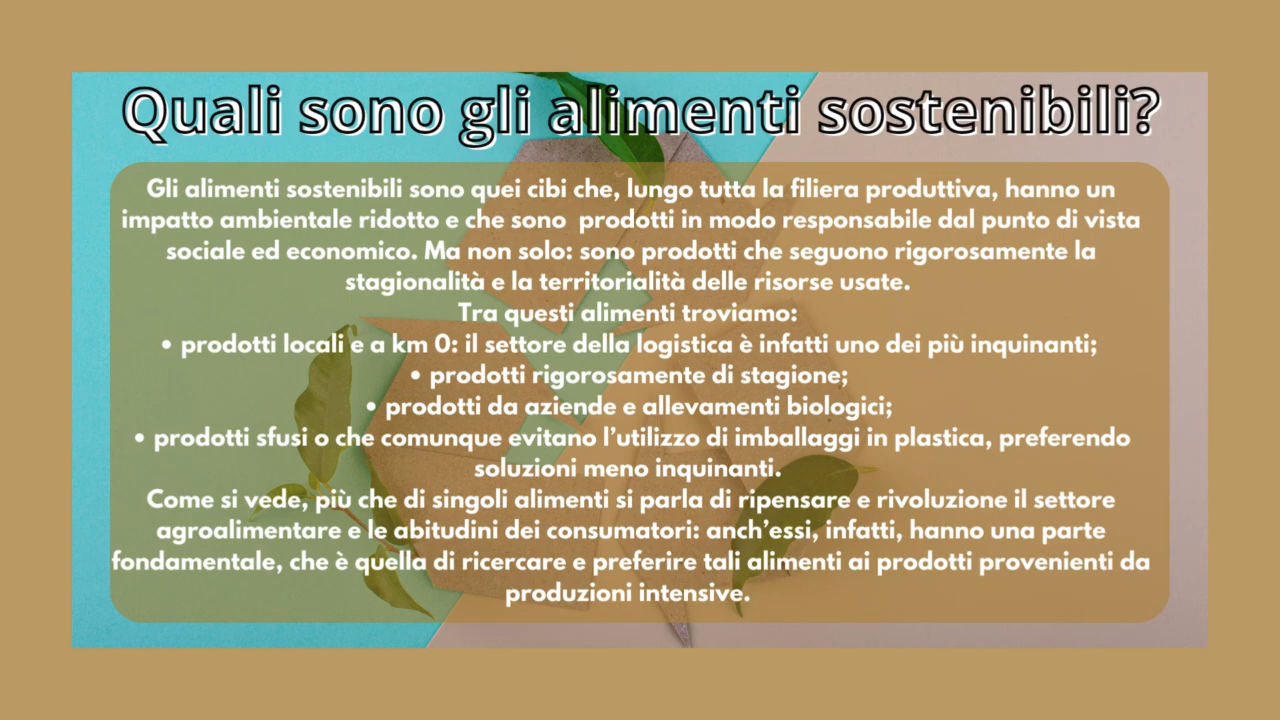 Quali sono gli alimenti sostenibili?
Gli alimenti sostenibili sono quei cibi che, lungo tutta la filiera produttiva, hanno un
impatto ambientale ridotto e che sono  prodotti in modo responsabile dal punto di vista
sociale ed economico. Ma non solo: sono prodotti che seguono rigorosamente la
stagionalità e la territorialità delle risorse usate.
Tra questi alimenti troviamo:
• prodotti locali e a km 0: il settore della logistica è infatti uno dei più inquinanti;
• prodotti rigorosamente di stagione;
• prodotti da aziende e allevamenti biologici;
• prodotti sfusi o che comunque evitano l’utilizzo di imballaggi in plastica, preferendo
soluzioni meno inquinanti.
Come si vede, più che di singoli alimenti si parla di ripensare e rivoluzione il settore
agroalimentare e le abitudini dei consumatori: anch’essi, infatti, hanno una parte
fondamentale, che è quella di ricercare e preferire tali alimenti ai prodotti provenienti da
produzioni intensive.